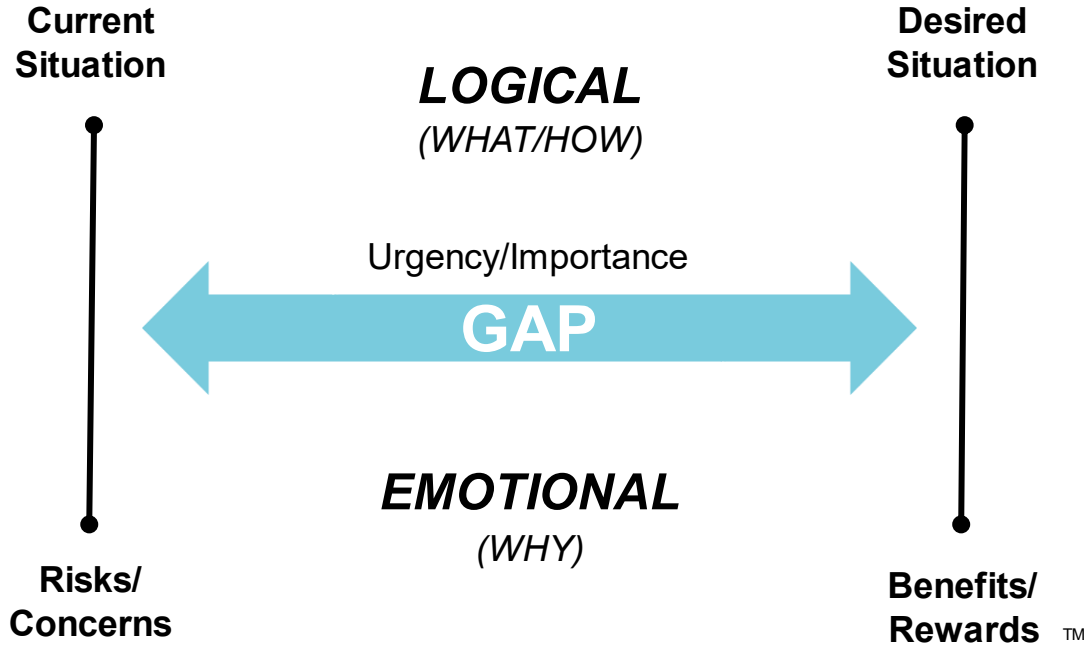 Current
Situation
Desired
Situation
LOGICAL
(WHAT/HOW)
Urgency/Importance
GAP
EMOTIONAL
(WHY)
Risks/
Concerns
Benefits/
Rewards TM